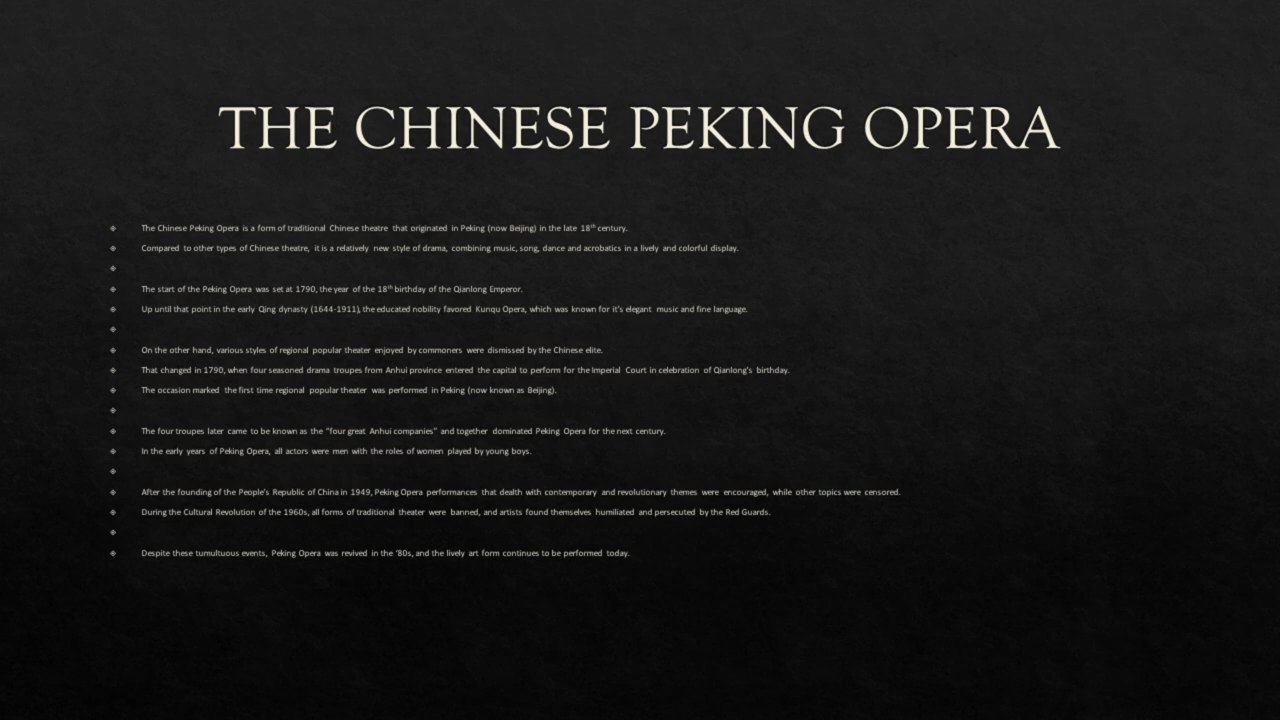 THE CHINESE PEKING OPERA
The Chinese Peking Opera is a form of traditional Chinese theatre that originated in Peking (now Beijing) in the late 18th century.
Compared to other types of Chinese theatre, it is a relatively new style of drama, combining music, song, dance and acrobatics in a lively and colorful display.
The start of the Peking Opera was set at 1790, the year of the 18th birthday of the Qianlong Emperor.
Up until that point in the early Qing dynasty (1644-1911), the educated nobility favored Kunqu Opera, which was known for it's elegant music and fine language.
On the other hand, various styles of regional popular theater enjoyed by commoners were dismissed by the Chinese elite.
That changed in 1790, when four seasoned drama troupes from Anhui province entered the capital to perform for the Imperial Court in celebration of Qianlong's birthday.
The occasion marked the first time regional popular theater was performed in Peking (now known as Beijing).
The four troupes later came to be known as the "four great Anhui companies" and together dominated Peking Opera for the next century.
In the early years of Peking Opera, all actors were men with the roles of women played by young boys.
After the founding of the People's Republic of China in 1949, Peking Opera performances that dealth with contemporary and revolutionary themes were encouraged, while other topics were censored.
During the Cultural Revolution of the 1960s, all forms of traditional theater were banned, and artists found themselves humiliated and persecuted by the Red Guards.
Despite these tumultuous events, Peking Opera was revived in the '80s, and the lively art form continues to be performed today.